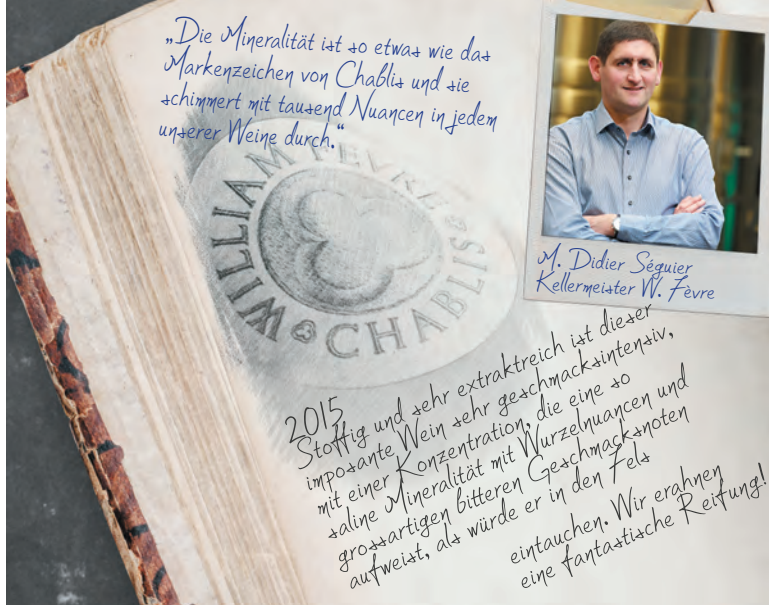 „Die Mineralität ist so etwas wie das
Markenzeichen von Chablis und sie
schimmert mit tausend Nuancen in jedem
unserer Weine durch.“
WILLIAM FEVRE
CHABLIS
M. Didier Séguier
Kellermeister W. Fèvre
2015
Stoffig und sehr extraktreich ist dieser
imposante Wein sehr geschmacksintensiv,
mit einer Konzentration, die eine so
saline Mineralität mit Wurzelnuancen und
grossartigen bitteren Geschmacksnoten
aufweist, als würde er in den Fels
eintauchen. Wir erahnen
eine fantastische Reifung!